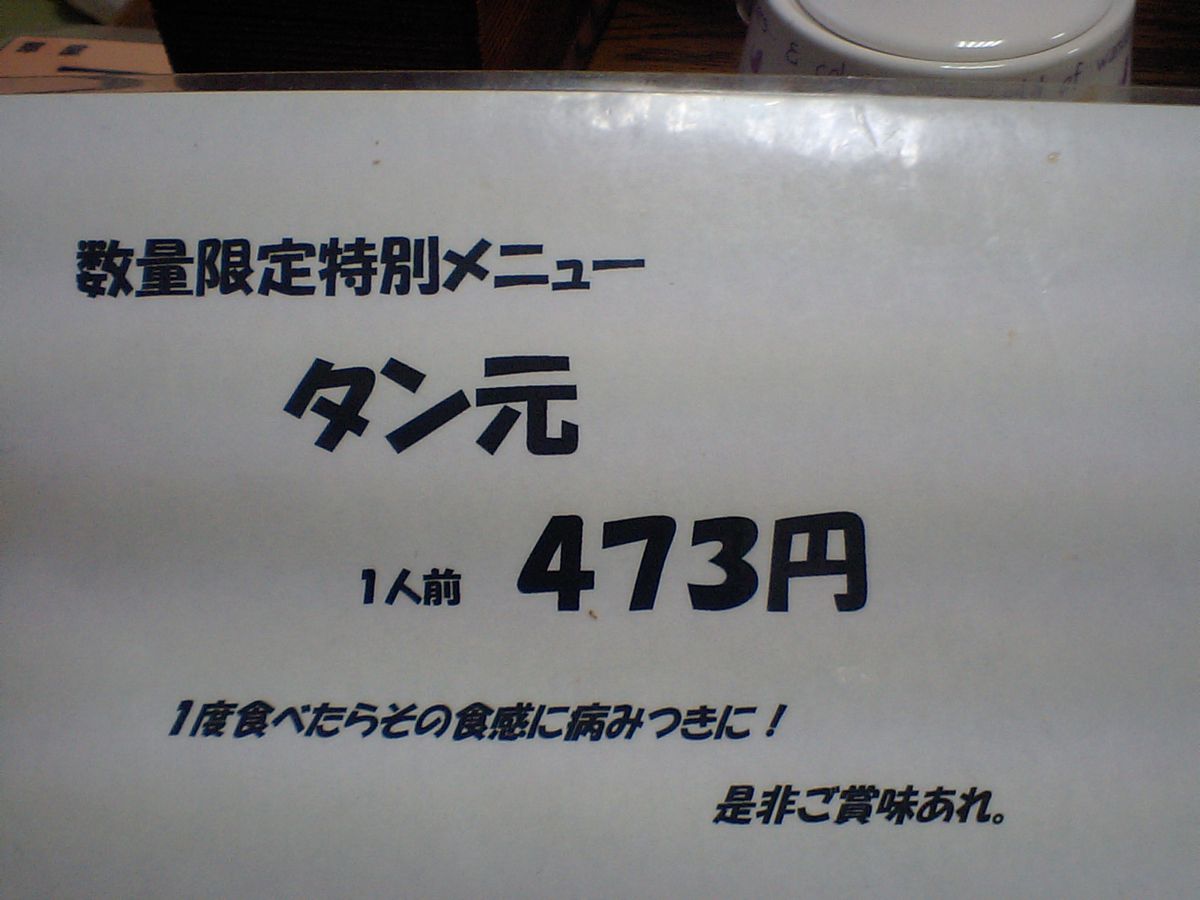 数量限定特別メニュー
タン元
1人前 473円
1度食べたらその食感に病みつきに！
是非ご賞味あれ。